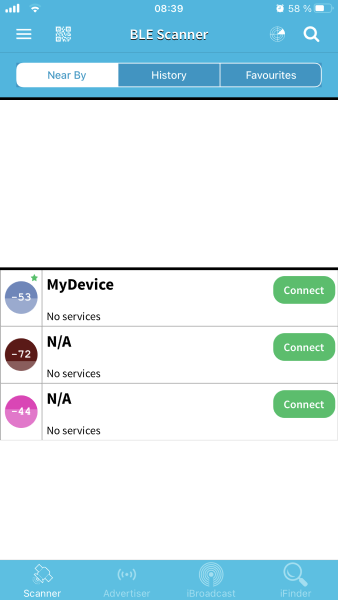 08:39
58 %
BLE Scanner
Near By
History
Favourites
-53
MyDevice
Connect
No services
-72
N/A
Connect
No services
-44
N/A
Connect
No services
Scanner
Advertiser
iBroadcast
iFinder